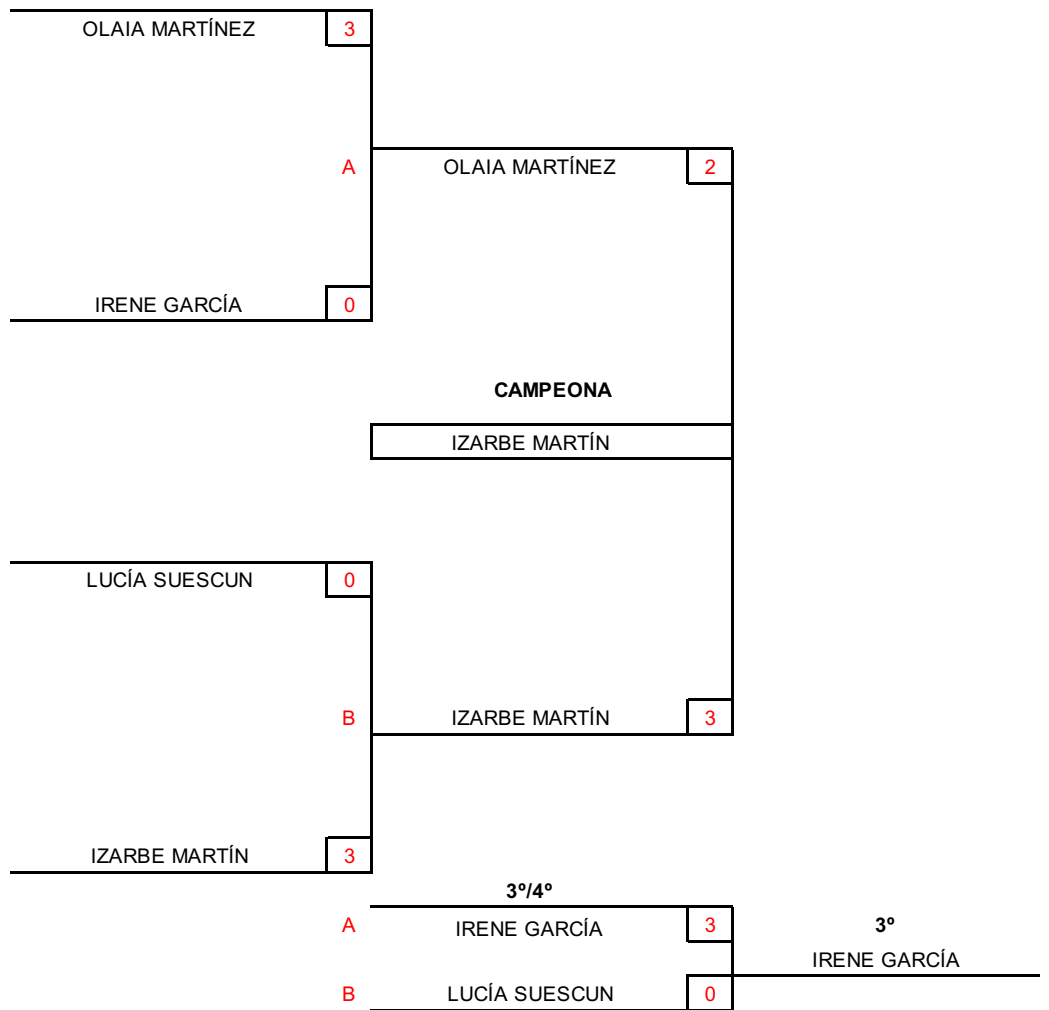 OLAIA MARTÍNEZ 3
A OLAIA MARTÍNEZ 2
IRENE GARCÍA 0
CAMPEONA
IZARBE MARTÍN
LUCÍA SUESCUN 0
B IZARBE MARTÍN 3
IZARBE MARTÍN 3
3º/4º
A IRENE GARCÍA 3 3º
IRENE GARCÍA
B LUCÍA SUESCUN 0